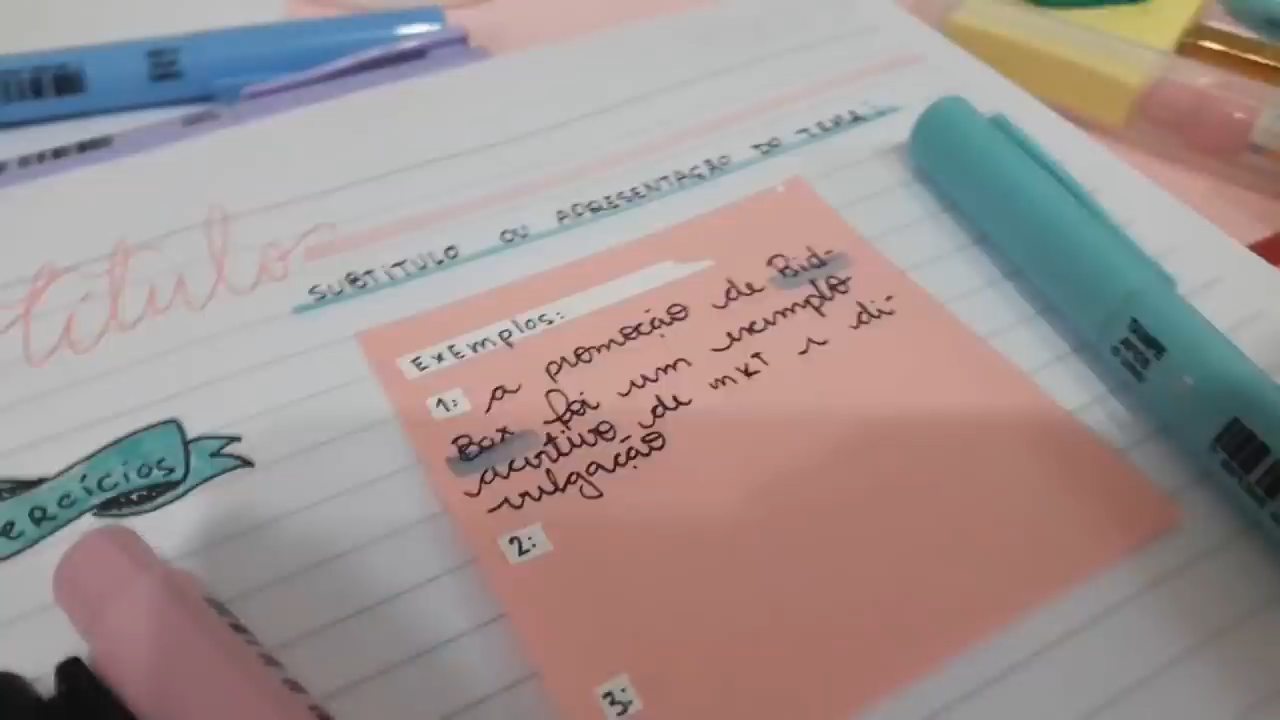 título
SUBTÍTULO OU APRESENTAÇÃO DO TEMA:
EXEMPLOS:
1: a promoção de Bid-
Box foi um exemplo
acertivo de MKT e di-
vulgação
2:
3:
ERCÍCIOS